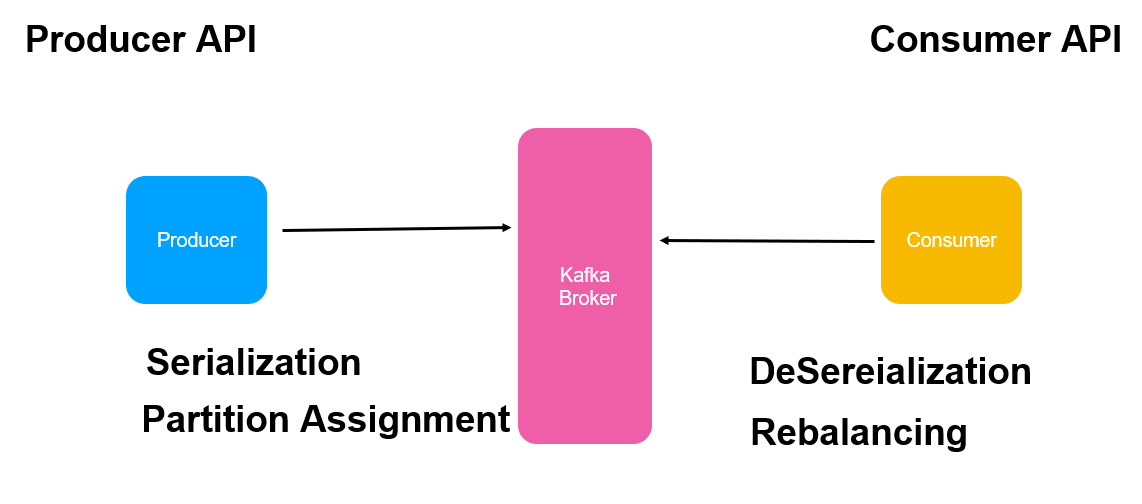 Producer API
Consumer API
Producer
Kafka
Broker
Consumer
Serialization
Partition Assignment
DeSereialization
Rebalancing